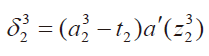 δ₂³ = (a₂³ − t₂)a′(z₂³)